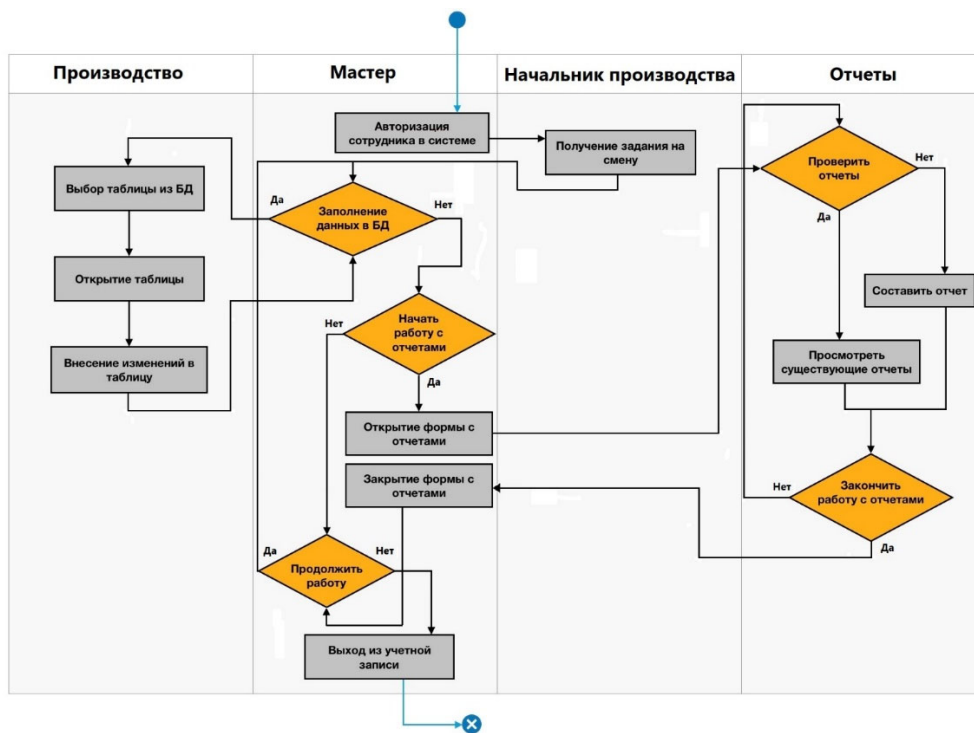 Производство
Мастер
Начальник производства
Отчеты
Авторизация
сотрудника в системе
Получение задания на
смену
Выбор таблицы из БД
Да
Заполнение
данных в БД
Нет
Открытие таблицы
Внесение изменений в
таблицу
Нет
Начать
работу с
отчетами
Да
Открытие формы с
отчетами
Закрытие формы с
отчетами
Да
Продолжить
работу
Нет
Выход из учетной
записи
Проверить
отчеты
Нет
Да
Составить отчет
Просмотреть
существующие отчеты
Нет
Закончить
работу с отчетами
Да